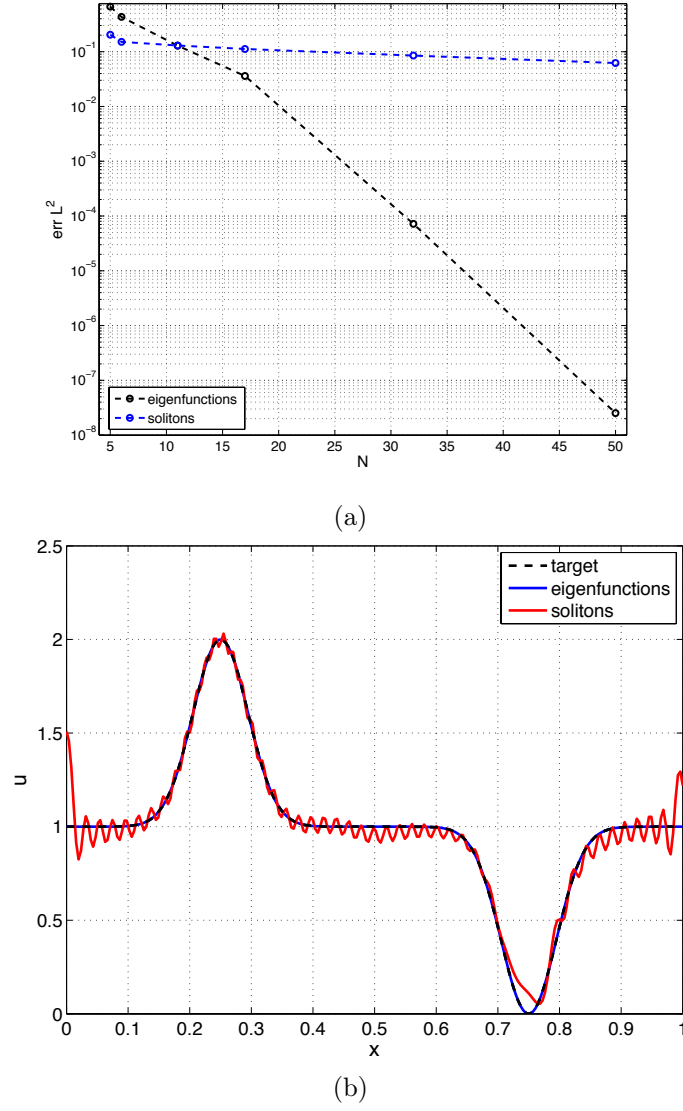 10^{-1}
10^{-2}
10^{-3}
10^{-4}
10^{-5}
10^{-6}
10^{-7}
10^{-8}
err L^2
eigenfunctions
solitons
5 10 15 20 25 30 35 40 45 50
N
(a)
2.5
2
1.5
1
0.5
0
u
target
eigenfunctions
solitons
0 0.1 0.2 0.3 0.4 0.5 0.6 0.7 0.8 0.9 1
x
(b)